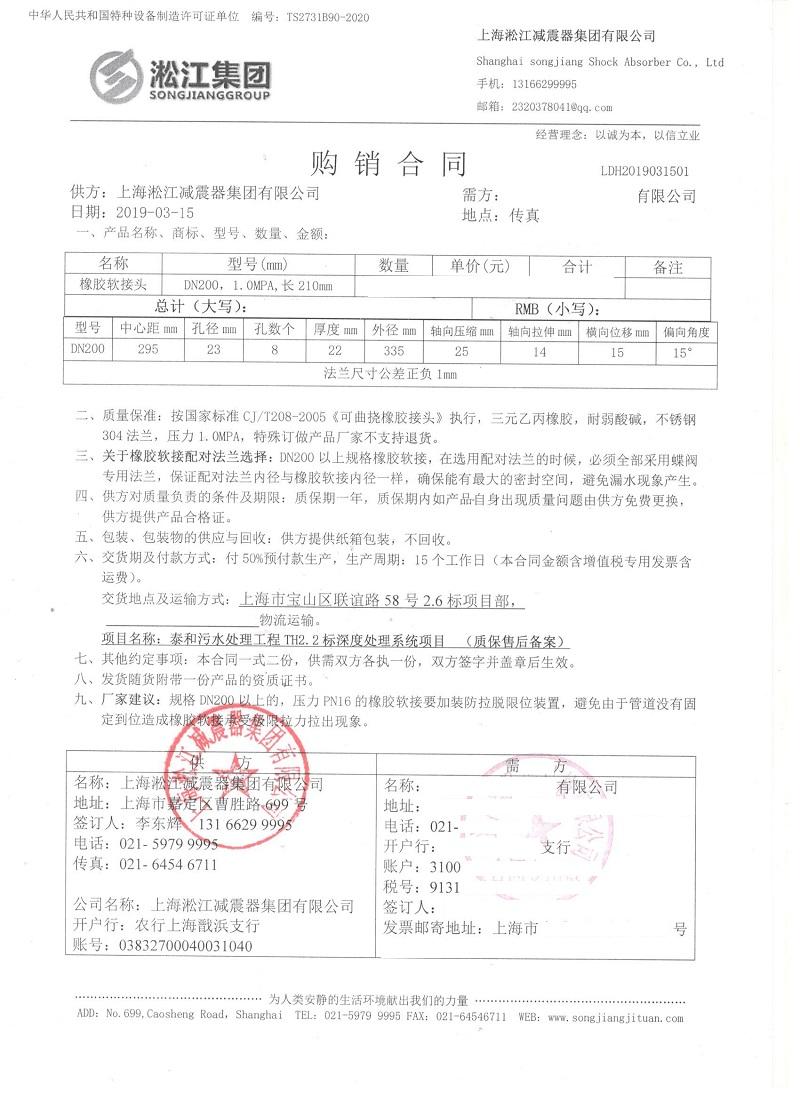 中华人民共和国特种设备制造许可证单位 编号：TS2731B90-2020
上海淞江减震器集团有限公司
Shanghai songjiang Shock Absorber Co., Ltd
手机：13166299995
邮箱：2320378041@qq.com
淞江集团
SONGJIANGGROUP
经营理念：以诚为本，以信立业
购销合同
LDH2019031501
供方：上海淞江减震器集团有限公司 需方： 有限公司
日期：2019-03-15 地点：传真
一、产品名称、商标、型号、数量、金额：
名称 型号(mm) 数量 单价(元) 合计 备注
橡胶软接头 DN200，1.0MPA,长 210mm
总计（大写）： RMB（小写）：
型号 中心距 mm 孔径 mm 孔数个 厚度 mm 外径 mm 轴向压缩 mm 轴向拉伸 mm 横向位移 mm 偏向角度
DN200 295 23 8 22 335 25 14 15 15°
法兰尺寸公差正负 1mm
二、质量保准：按国家标准 CJ/T208-2005《可曲挠橡胶接头》执行，三元乙丙橡胶，耐弱酸碱，不锈钢
304 法兰，压力 1.0MPA，特殊订做产品厂家不支持退货。
三、关于橡胶软接配对法兰选择：DN200 以上规格橡胶软接，在选用配对法兰的时候，必须全部采用蝶阀
专用法兰，保证配对法兰内径与橡胶软接内径一样，确保能有最大的密封空间，避免漏水现象产生。
四、供方对质量负责的条件及期限：质保期一年，质保期内如产品自身出现质量问题由供方免费更换，
供方提供产品合格证。
五、包装、包装物的供应与回收：供方提供纸箱包装，不回收。
六、交货期及付款方式：付 50%预付款生产，生产周期：15 个工作日（本合同金额含增值税专用发票含
运费）。
交货地点及运输方式：上海市宝山区联谊路 58 号 2.6 标项目部，
物流运输。
项目名称：泰和污水处理工程 TH2.2 标深度处理系统项目 （质保售后备案）
七、其他约定事项：本合同一式二份，供需双方各执一份，双方签字并盖章后生效。
八、发货随货附带一份产品的资质证书。
九、厂家建议：规格 DN200 以上的，压力 PN16 的橡胶软接要加装防拉脱限位装置，避免由于管道没有固
定到位造成橡胶软接承受极限拉力拉出现象。
供 方
名称：上海淞江减震器集团有限公司
地址：上海市嘉定区曹胜路 699 号
签订人：李东辉 131 6629 9995
电话：021- 5979 9995
传真：021- 6454 6711
公司名称：上海淞江减震器集团有限公司
开户行：农行上海戬浜支行
账号：03832700040031040
需 方
名称： 有限公司
地址：
电话：021-
开户行： 支行
账户：3100
税号：9131
签订人：
发票邮寄地址：上海市 号
为人类安静的生活环境献出我们的力量
ADD: No.699,Caosheng Road, Shanghai TEL: 021-5979 9995 FAX: 021-64546711 WEB: www.songjiangjituan.com